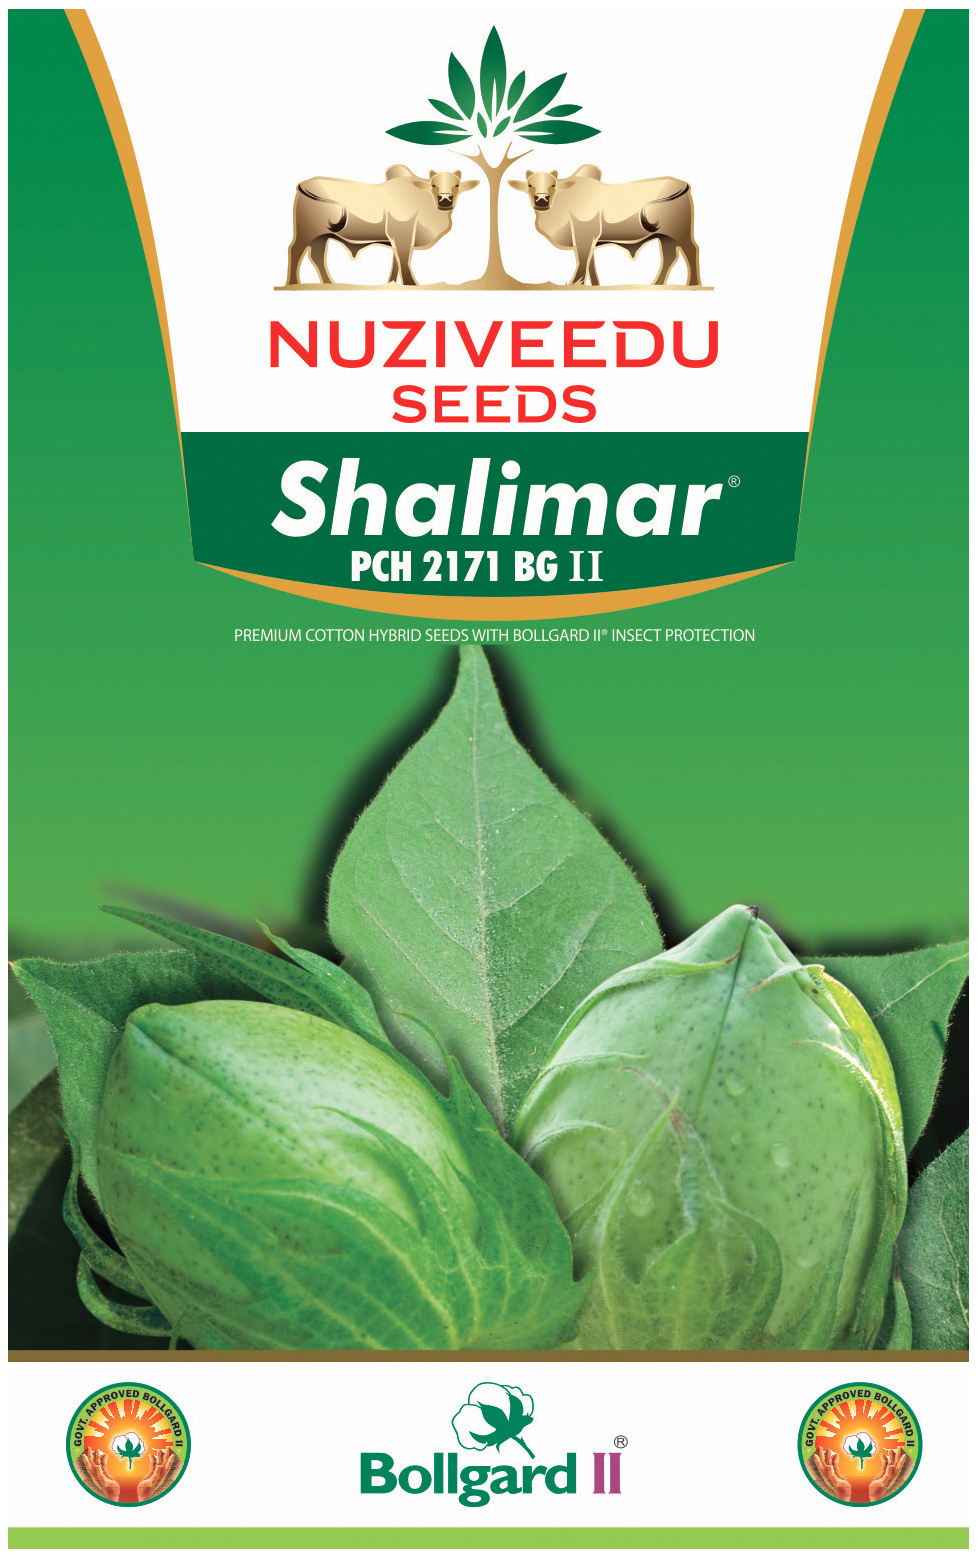 NUZIVEEDU
SEEDS
Shalimar®
PCH 2171 BG II
PREMIUM COTTON HYBRID SEEDS WITH BOLLGARD II® INSECT PROTECTION
GOVT. APPROVED BOLLGARD II
Bollgard II®
GOVT. APPROVED BOLLGARD II